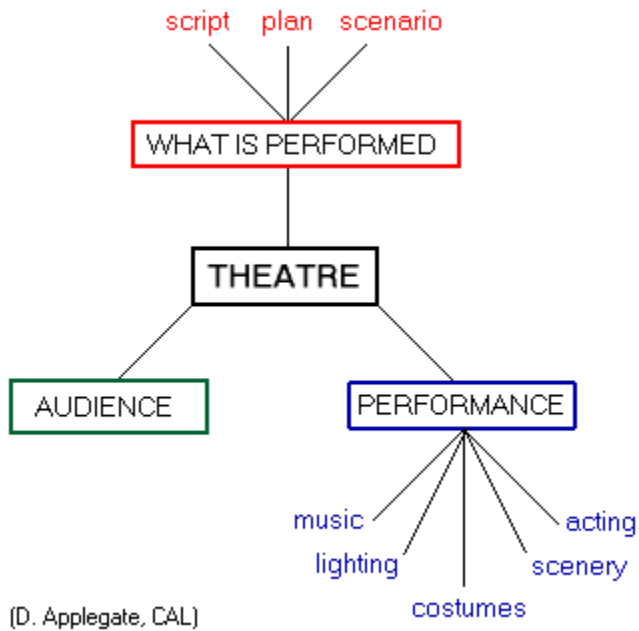 script plan scenario
WHAT IS PERFORMED
THEATRE
AUDIENCE
PERFORMANCE
music
acting
lighting
scenery
costumes
(D. Applegate, CAL)